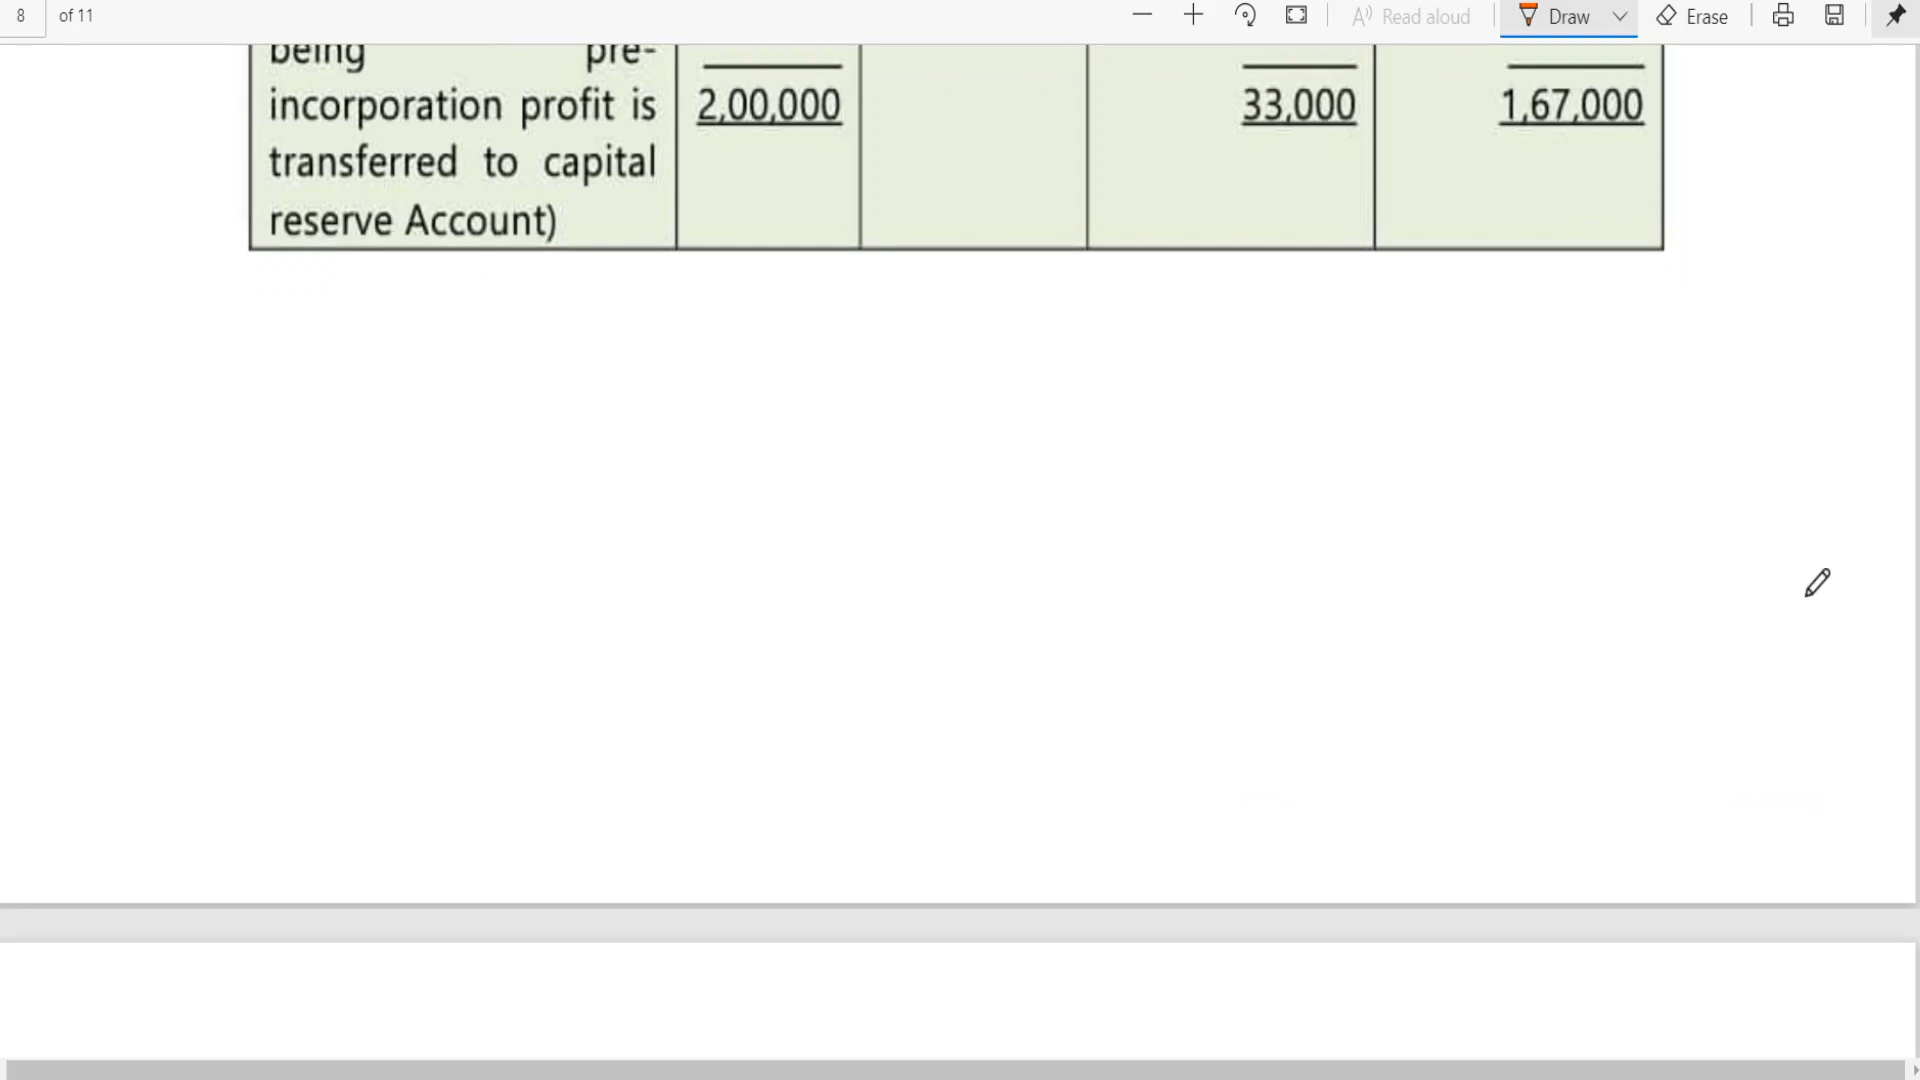 8 of 11 Read aloud Draw Erase
being pre-
incorporation profit is 2,00,000 33,000 1,67,000
transferred to capital
reserve Account)